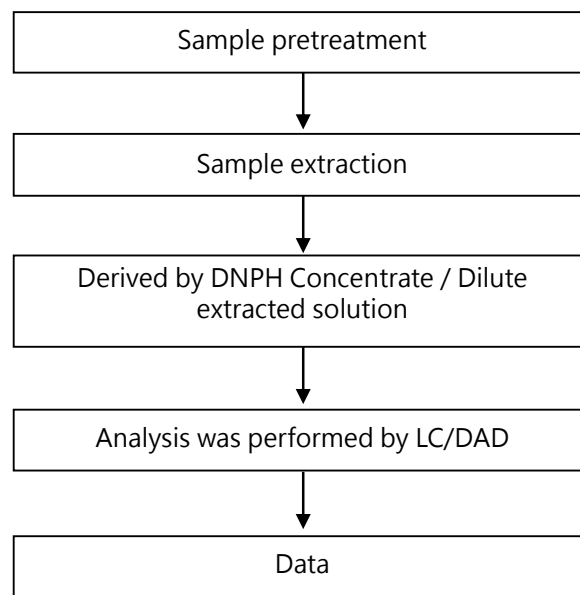 Sample pretreatment
Sample extraction
Derived by DNPH Concentrate / Dilute
extracted solution
Analysis was performed by LC/DAD
Data